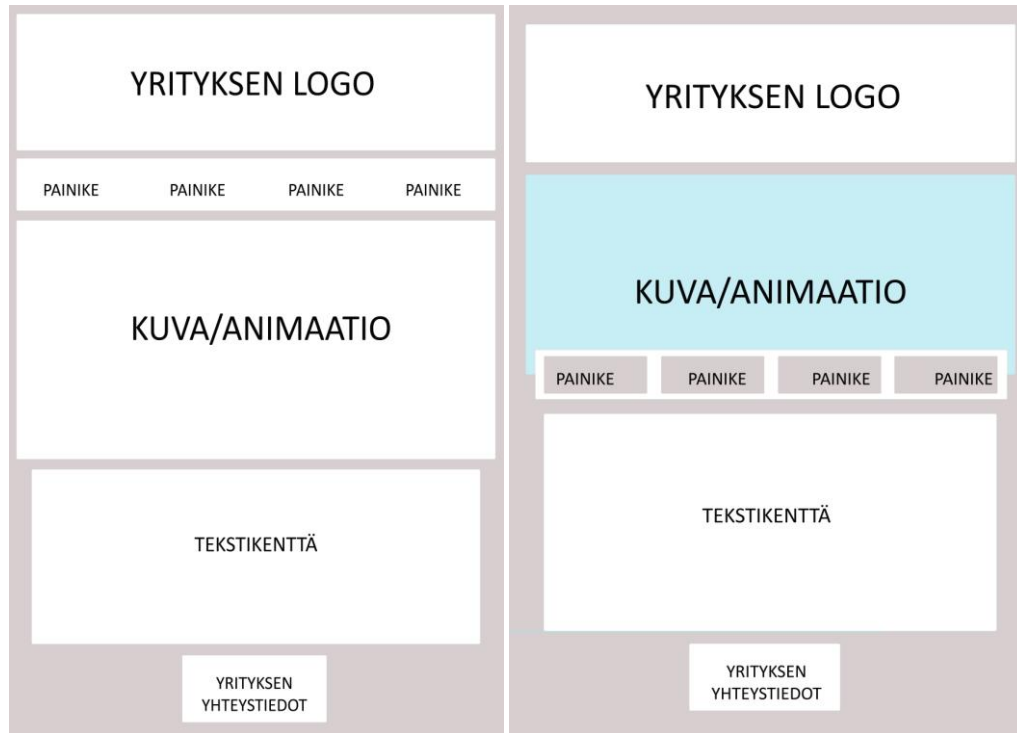 YRITYKSEN LOGO
PAINIKE PAINIKE PAINIKE PAINIKE
KUVA/ANIMAATIO
TEKSTIKENTTÄ
YRITYKSEN
YHTEYSTIEDOT
YRITYKSEN LOGO
KUVA/ANIMAATIO
PAINIKE PAINIKE PAINIKE PAINIKE
TEKSTIKENTTÄ
YRITYKSEN
YHTEYSTIEDOT